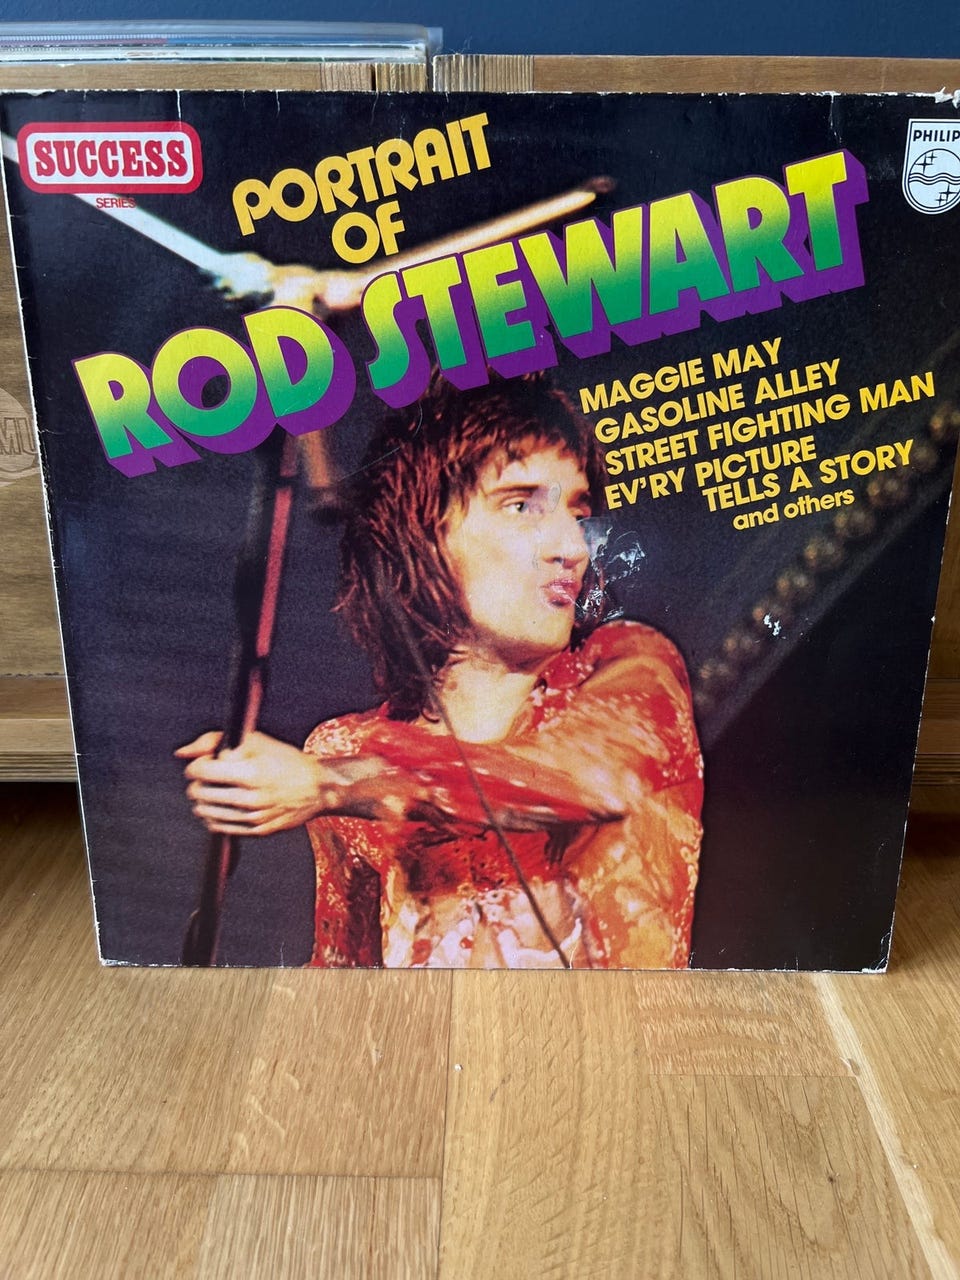 SUCCESS
SERIES
PORTRAIT
OF
ROD STEWART
PHILIP
MAGGIE MAY
GASOLINE ALLEY
STREET FIGHTING MAN
EV'RY PICTURE
TELLS A STORY
and others